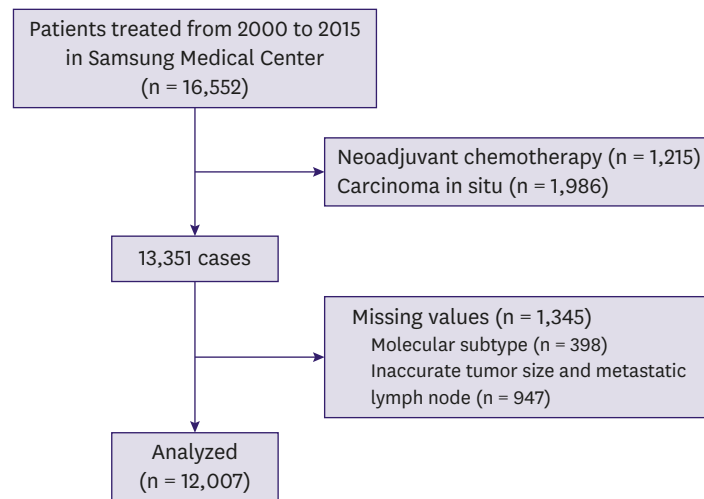 Patients treated from 2000 to 2015
in Samsung Medical Center
(n = 16,552)
Neoadjuvant chemotherapy (n = 1,215)
Carcinoma in situ (n = 1,986)
13,351 cases
Missing values (n = 1,345)
Molecular subtype (n = 398)
Inaccurate tumor size and metastatic
lymph node (n = 947)
Analyzed
(n = 12,007)